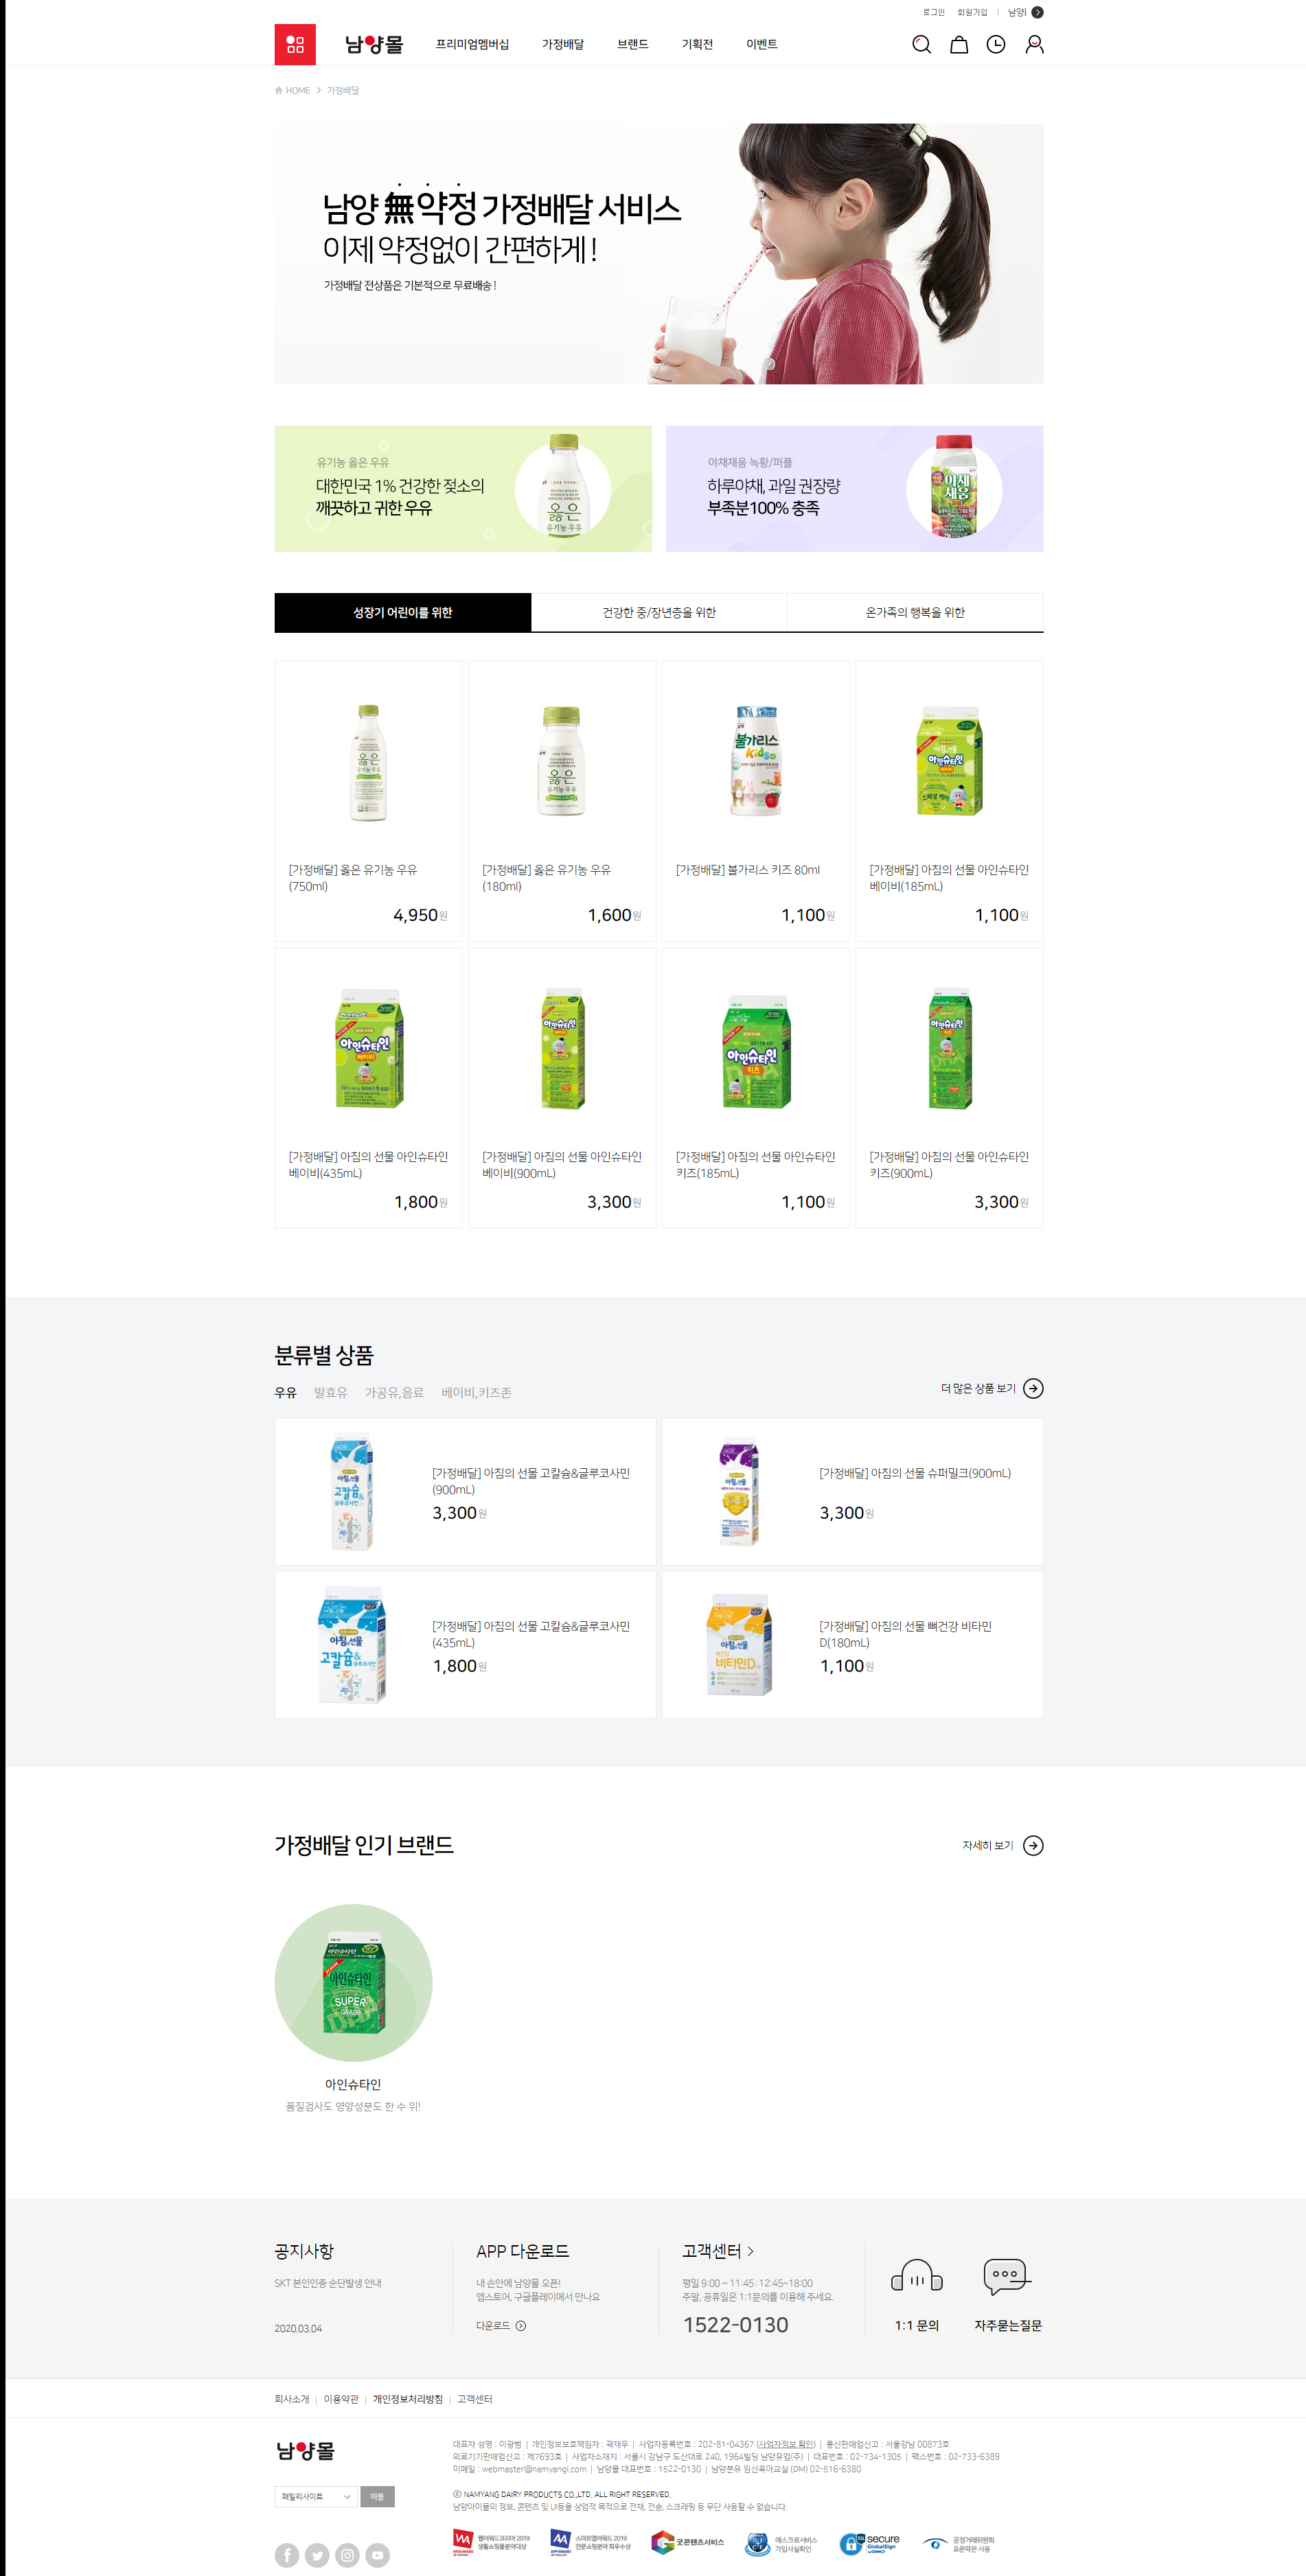 로그인 회원가입 남양i
남양몰 프리미엄멤버십 가정배달 브랜드 기획전 이벤트
HOME > 가정배달
남양 無약정 가정배달 서비스
이제 약정없이 간편하게!
가정배달 전상품은 기본적으로 무료배송!
유기농 옳은 우유
대한민국 1% 건강한 젖소의
깨끗하고 귀한 우유
옳은
유기농 우유
야채채움 녹황/퍼플
하루야채, 과일 권장량
부족분100% 충족
야채
채움
성장기 어린이를 위한
건강한 중/장년층을 위한
온가족의 행복을 위한
[가정배달] 옳은 유기농 우유
(750ml)
4,950원
[가정배달] 옳은 유기농 우유
(180ml)
1,600원
[가정배달] 불가리스 키즈 80ml
1,100원
[가정배달] 아침의 선물 아인슈타인
베이비(185mL)
1,100원
[가정배달] 아침의 선물 아인슈타인
베이비(435mL)
1,800원
[가정배달] 아침의 선물 아인슈타인
베이비(900mL)
3,300원
[가정배달] 아침의 선물 아인슈타인
키즈(185mL)
1,100원
[가정배달] 아침의 선물 아인슈타인
키즈(900mL)
3,300원
분류별 상품
우유 발효유 가공유,음료 베이비,키즈존
더 많은 상품 보기
[가정배달] 아침의 선물 고칼슘&글루코사민
(900mL)
3,300원
[가정배달] 아침의 선물 슈퍼밀크(900mL)
3,300원
[가정배달] 아침의 선물 고칼슘&글루코사민
(435mL)
1,800원
[가정배달] 아침의 선물 뼈건강 비타민
D(180mL)
1,100원
가정배달 인기 브랜드
자세히 보기
아인슈타인
SUPER
GRADE
아인슈타인
품질검사도 영양성분도 한 수 위!
공지사항
SKT 본인인증 순단발생 안내
2020.03.04
APP 다운로드
내 손안에 남양몰 오픈!
앱스토어, 구글플레이에서 만나요
다운로드
고객센터 >
평일 9:00 ~ 11:45 | 12:45~18:00
주말, 공휴일은 1:1문의를 이용해 주세요.
1522-0130
1:1 문의
자주묻는질문
회사소개 | 이용약관 | 개인정보처리방침 | 고객센터
남양몰
대표자 성명 : 이광범 | 개인정보보호책임자 : 곽재우 | 사업자등록번호 : 202-81-04367 (사업자정보 확인) | 통신판매업신고 : 서울강남 00873호
의료기기판매업신고 : 제7693호 | 사업자소재지 : 서울시 강남구 도산대로 240, 1964빌딩 남양유업(주) | 대표번호 : 02-734-1305 | 팩스번호 : 02-733-6389
이메일 : webmaster@namyangi.com | 남양몰 대표번호 : 1522-0130 | 남양분유 임신육아교실 (DM) 02-516-6380
패밀리사이트 이동
ⓒ NAMYANG DAIRY PRODUCTS CO.,LTD. ALL RIGHT RESERVED.
남양아이몰의 정보, 콘텐츠 및 UI등을 상업적 목적으로 전재, 전송, 스크래핑 등 무단 사용할 수 없습니다.
웹어워드코리아 2019
생활쇼핑몰분야대상
스마트앱어워드 2019
전문쇼핑분야 최우수상
굿콘텐츠서비스
에스크로서비스
가입사실확인
SSL secure
GlobalSign
공정거래위원회
표준약관 사용